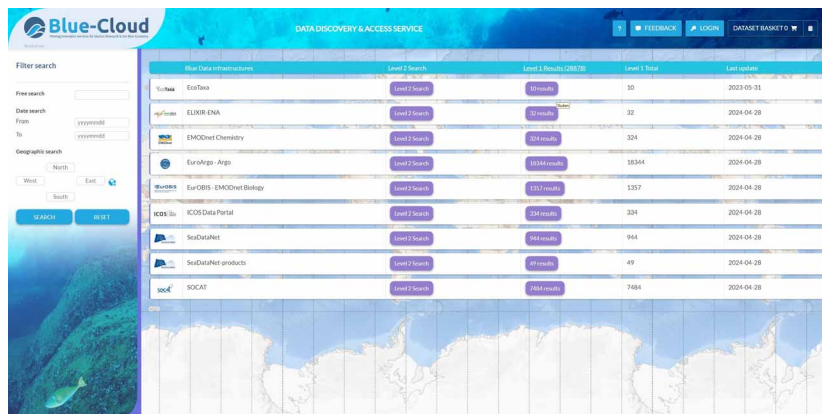 Blue-Cloud
DATA DISCOVERY & ACCESS SERVICE
?
FEEDBACK
LOGIN
DATASET BASKET 0
Filter search
Free search
Date search
From
yyyymmdd
To
yyyymmdd
Geographic search
North
West
East
South
SEARCH
RESET
Blue Data infrastructures
Level 2 Search
Level 1 Results (28878)
Level 1 Total
Last update
EcoTaxa
EcoTaxa
Level 2 Search
10 results
10
2023-05-31
ELIXIR-ENA
Level 2 Search
32 results
32
2024-04-28
EMODnet Chemistry
Level 2 Search
324 results
324
2024-04-28
EuroArgo - Argo
Level 2 Search
18344 results
18344
2024-04-28
EurOBIS
EurOBIS - EMODnet Biology
Level 2 Search
1357 results
1357
2024-04-28
ICOS
ICOS Data Portal
Level 2 Search
334 results
334
2024-04-28
SeaDataNet
Level 2 Search
944 results
944
2024-04-28
SeaDataNet-products
Level 2 Search
49 results
49
2024-04-28
SOCAT
SOCAT
Level 2 Search
7484 results
7484
2024-04-28